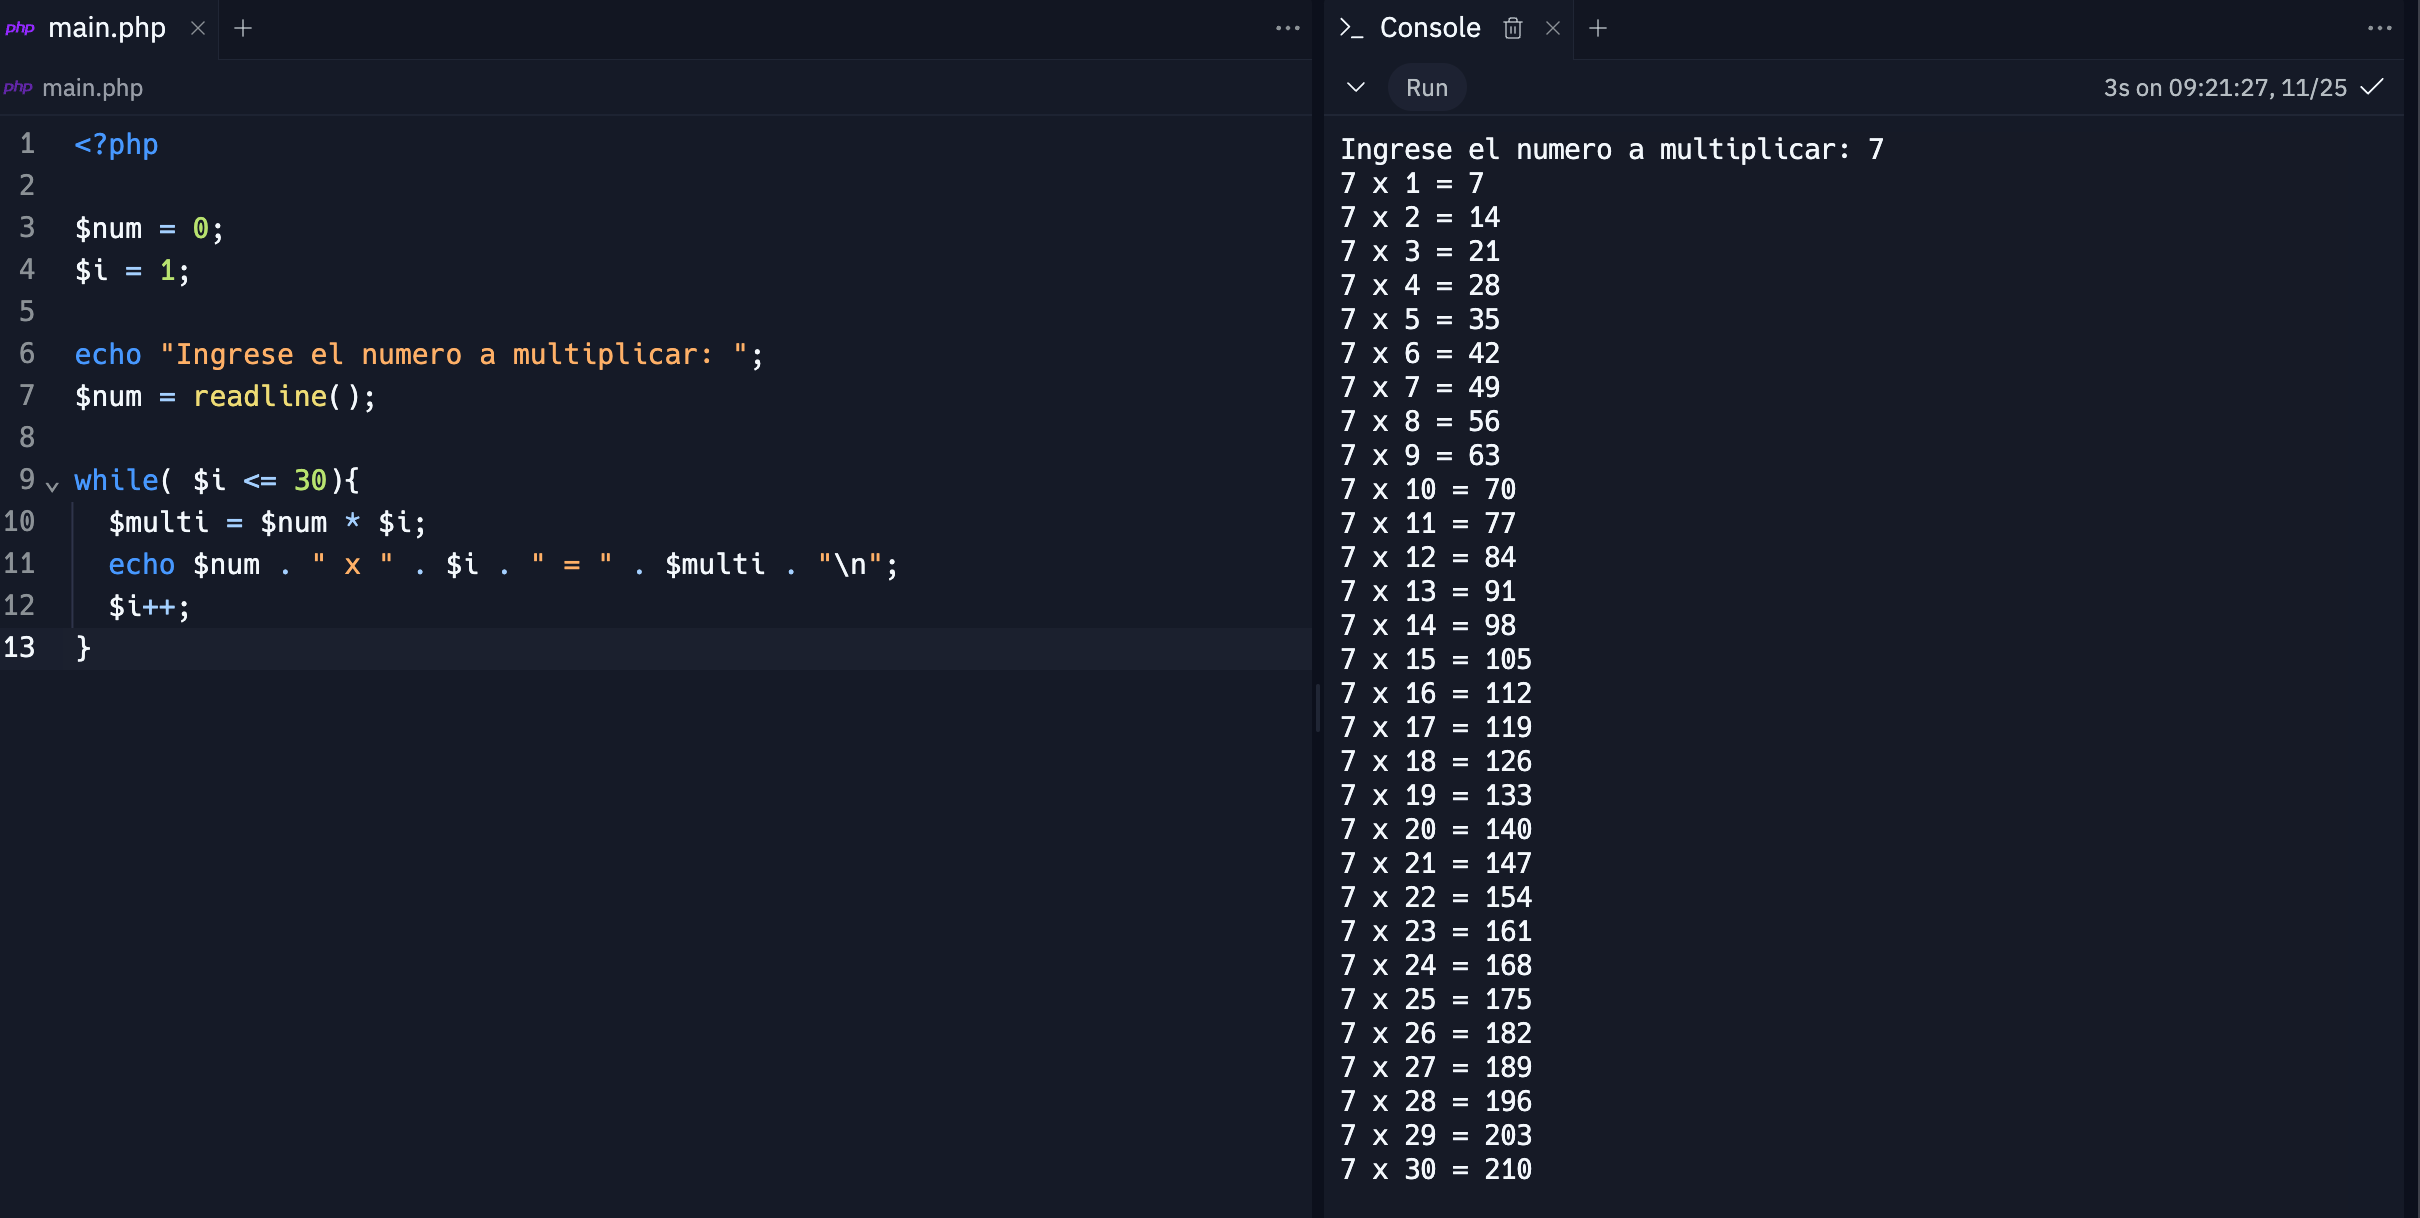 php main.php
php main.php
1 <?php
2
3 $num = 0;
4 $i = 1;
5
6 echo "Ingrese el numero a multiplicar: ";
7 $num = readline();
8
9 while( $i <= 30){
10 $multi = $num * $i;
11 echo $num . " x " . $i . " = " . $multi . "\n";
12 $i++;
13 }
Console
Run
3s on 09:21:27, 11/25
Ingrese el numero a multiplicar: 7
7 x 1 = 7
7 x 2 = 14
7 x 3 = 21
7 x 4 = 28
7 x 5 = 35
7 x 6 = 42
7 x 7 = 49
7 x 8 = 56
7 x 9 = 63
7 x 10 = 70
7 x 11 = 77
7 x 12 = 84
7 x 13 = 91
7 x 14 = 98
7 x 15 = 105
7 x 16 = 112
7 x 17 = 119
7 x 18 = 126
7 x 19 = 133
7 x 20 = 140
7 x 21 = 147
7 x 22 = 154
7 x 23 = 161
7 x 24 = 168
7 x 25 = 175
7 x 26 = 182
7 x 27 = 189
7 x 28 = 196
7 x 29 = 203
7 x 30 = 210